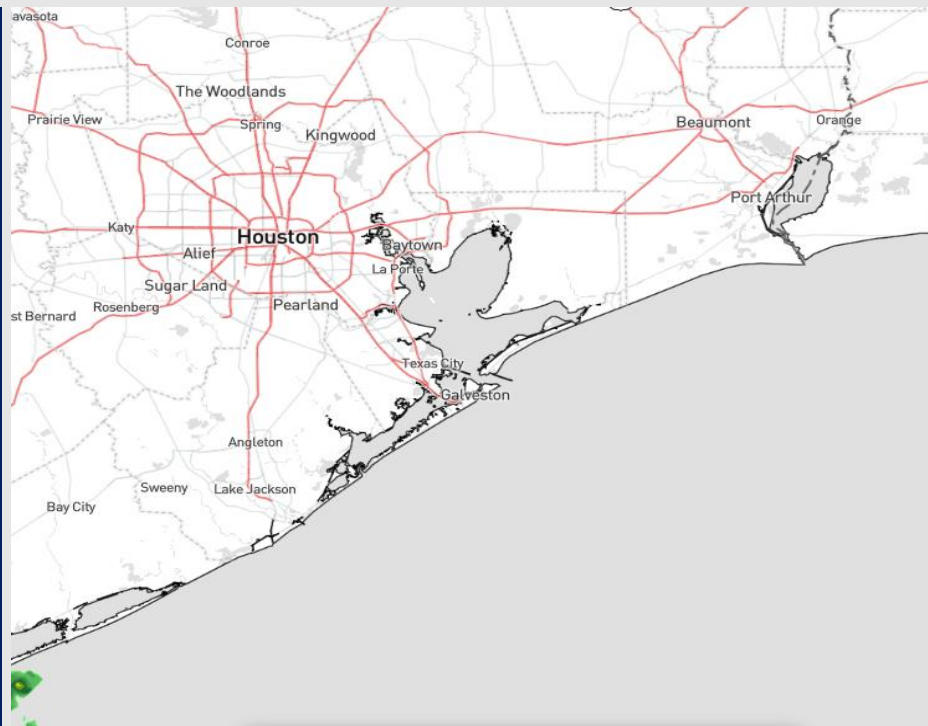 avasota
Conroe
The Woodlands
Prairie View
Spring
Kingwood
Beaumont
Orange
Port Arthur
Katy
Houston
Alief
Baytown
La Porte
Sugar Land
Rosenberg
Pearland
st Bernard
Texas City
Galveston
Angleton
Sweeny
Lake Jackson
Bay City